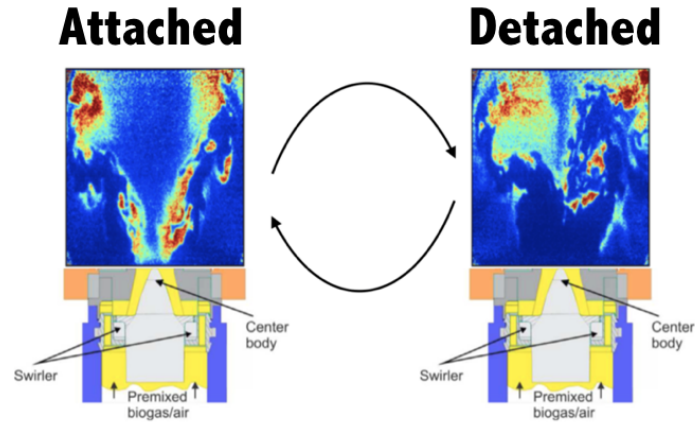 Attached
Detached
Center
body
Swirler
Premixed
biogas/air
Center
body
Swirler
Premixed
biogas/air